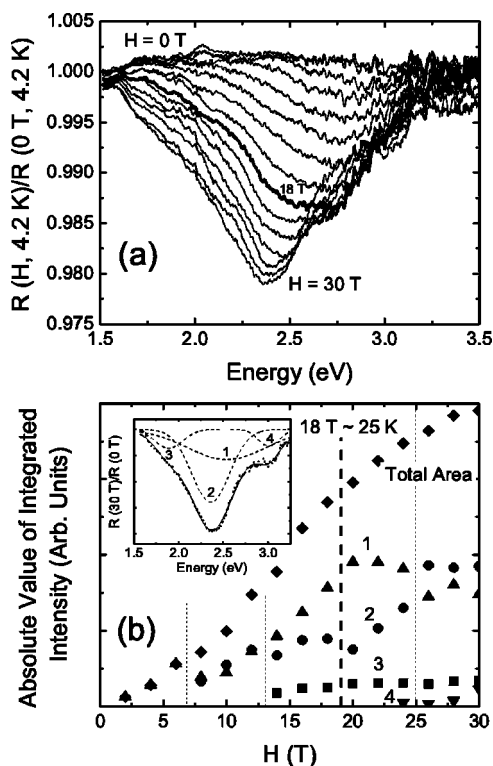 1.005
1.000
0.995
0.990
0.985
0.980
0.975
R (H, 4.2 K)/R (0 T, 4.2 K)
H = 0 T
18 T
(a)
H = 30 T
1.5 2.0 2.5 3.0 3.5
Energy (eV)
Absolute Value of Integrated
Intensity (Arb. Units)
R (30 T)/R (0 T)
3
1
4
2
2.0 2.5 3.0
Energy (eV)
18 T ~ 25 K
Total Area
1
2
3
4
(b)
0 5 10 15 20 25 30
H (T)